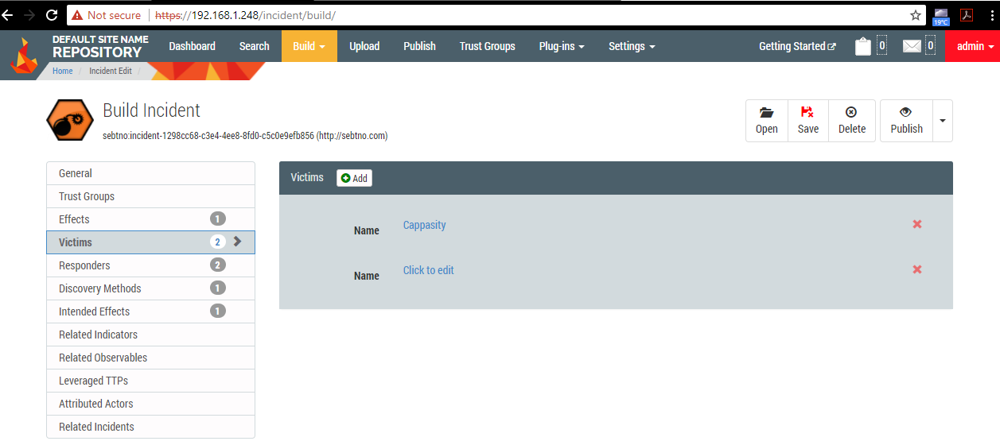 Not secure | https://192.168.1.248/incident/build/
19°C
DEFAULT SITE NAME
REPOSITORY
Dashboard Search Build Upload Publish Trust Groups Plug-ins Settings Getting Started 0 0 admin
Home / Incident Edit /
Build Incident
sebtno:incident-1298cc68-c3e4-4ee8-8fd0-c5c0e9efb856 (http://sebtno.com)
Open Save Delete Publish
General
Trust Groups
Effects 1
Victims 2
Responders 2
Discovery Methods 1
Intended Effects 1
Related Indicators
Related Observables
Leveraged TTPs
Attributed Actors
Related Incidents
Victims Add
Name Cappasity
Name Click to edit